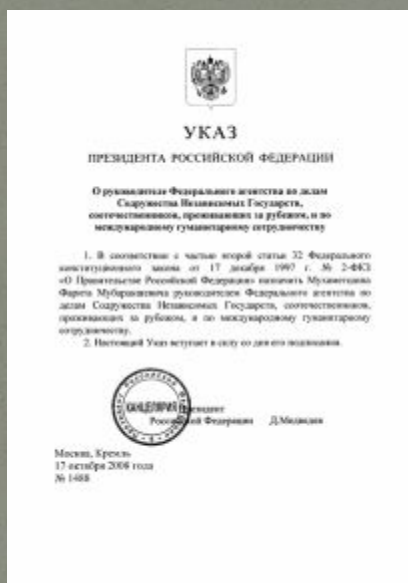 УКАЗ
ПРЕЗИДЕНТА РОССИЙСКОЙ ФЕДЕРАЦИИ
О руководителе Федерального агентства по делам
Содружества Независимых Государств,
соотечественников, проживающих за рубежом, и по
международному гуманитарному сотрудничеству
1. В соответствии с частью второй статьи 32 Федерального
конституционного закона от 17 декабря 1997 г. № 2-ФКЗ
«О Правительстве Российской Федерации» назначить Мухаметшина
Фарита Мубаракшевича руководителем Федерального агентства по
делам Содружества Независимых Государств, соотечественников,
проживающих за рубежом, и по международному гуманитарному
сотрудничеству.
2. Настоящий Указ вступает в силу со дня его подписания.
КАНЦЕЛЯРИЯ
Президент
Российской Федерации Д.Медведев
Москва, Кремль
17 октября 2008 года
№ 1488